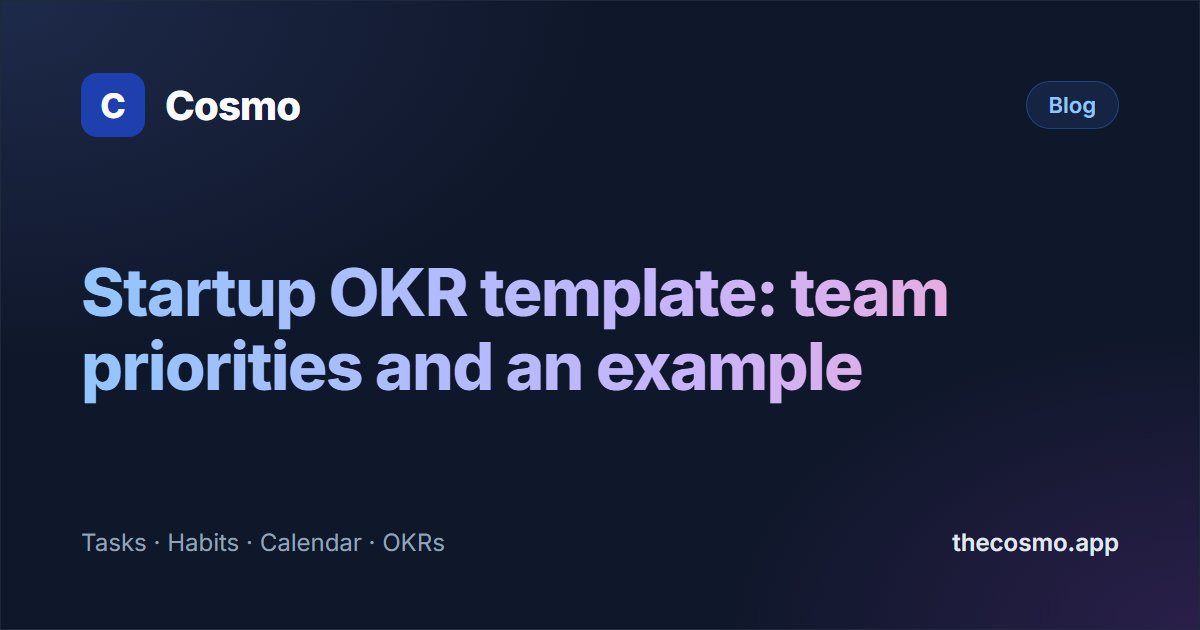 C Cosmo
Blog
Startup OKR template: team
priorities and an example
Tasks · Habits · Calendar · OKRs
thecosmo.app